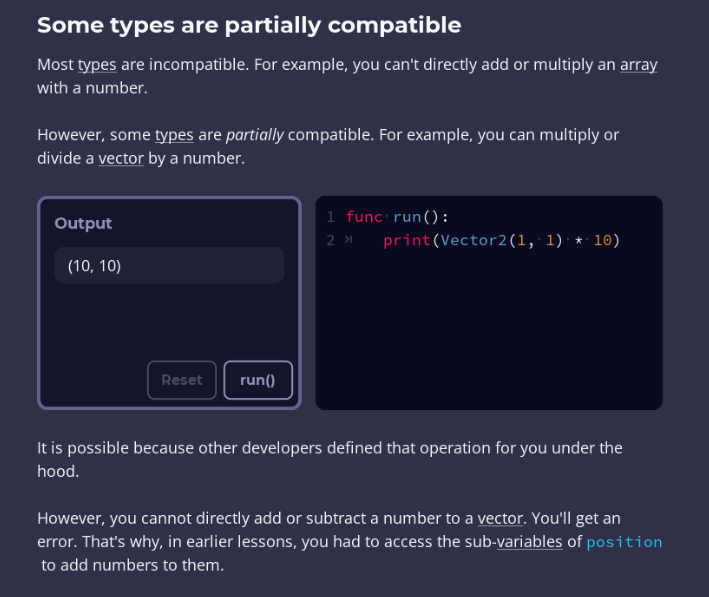 Some types are partially compatible
Most types are incompatible. For example, you can't directly add or multiply an array
with a number.
However, some types are partially compatible. For example, you can multiply or
divide a vector by a number.
Output
(10, 10)
Reset
run()
1 func run():
2 print(Vector2(1, 1) * 10)
It is possible because other developers defined that operation for you under the
hood.
However, you cannot directly add or subtract a number to a vector. You'll get an
error. That's why, in earlier lessons, you had to access the sub-variables of position
to add numbers to them.